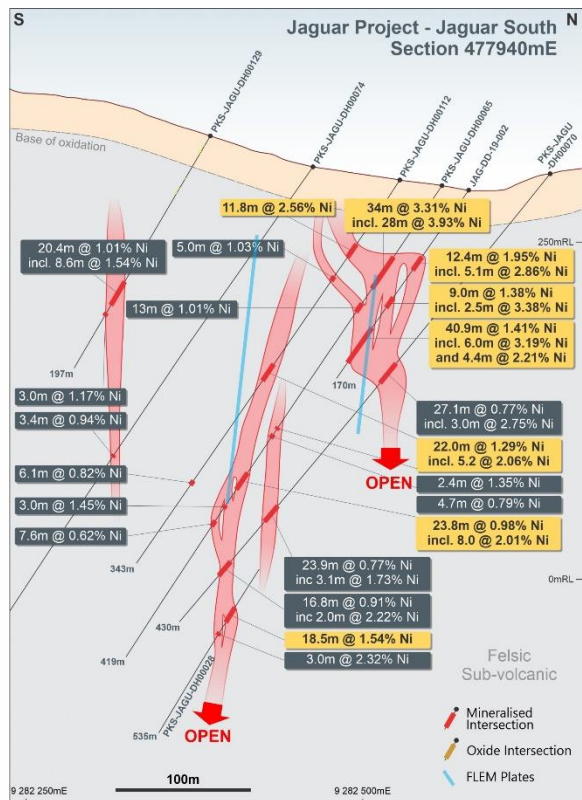 S
N
Jaguar Project - Jaguar South
Section 477940mE
PKS-JAGU-DH00129
PKS-JAGU-DH00074
PKS-JAGU-DH00112
PKS-JAGU-DH00065
JAG-DD-19-002
PKS-JAGU
-DH00070
Base of oxidation
11.8m @ 2.56% Ni
34m @ 3.31% Ni
incl. 28m @ 3.93% Ni
250mRL
20.4m @ 1.01% Ni
incl. 8.6m @ 1.54% Ni
5.0m @ 1.03% Ni
12.4m @ 1.95% Ni
incl. 5.1m @ 2.86% Ni
13m @ 1.01% Ni
9.0m @ 1.38% Ni
incl. 2.5m @ 3.38% Ni
40.9m @ 1.41% Ni
incl. 6.0m @ 3.19% Ni
and 4.4m @ 2.21% Ni
197m
170m
3.0m @ 1.17% Ni
3.4m @ 0.94% Ni
27.1m @ 0.77% Ni
incl. 3.0m @ 2.75% Ni
22.0m @ 1.29% Ni
incl. 5.2 @ 2.06% Ni
OPEN
6.1m @ 0.82% Ni
2.4m @ 1.35% Ni
3.0m @ 1.45% Ni
4.7m @ 0.79% Ni
7.6m @ 0.62% Ni
23.8m @ 0.98% Ni
incl. 8.0 @ 2.01% Ni
343m
23.9m @ 0.77% Ni
inc 3.1m @ 1.73% Ni
0mRL
16.8m @ 0.91% Ni
inc 2.0m @ 2.22% Ni
430m
18.5m @ 1.54% Ni
419m
3.0m @ 2.32% Ni
Felsic
Sub-volcanic
PKS-JAGU-DH00028
535m
OPEN
Mineralised
Intersection
Oxide Intersection
FLEM Plates
100m
9 282 250mE
9 282 500mE